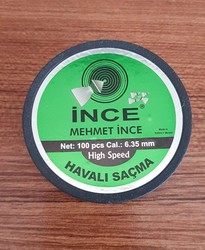 İNCE
MEHMET İNCE
Net: 100 pcs Cal.: 6.35 mm
High Speed
HAVALI SAÇMA